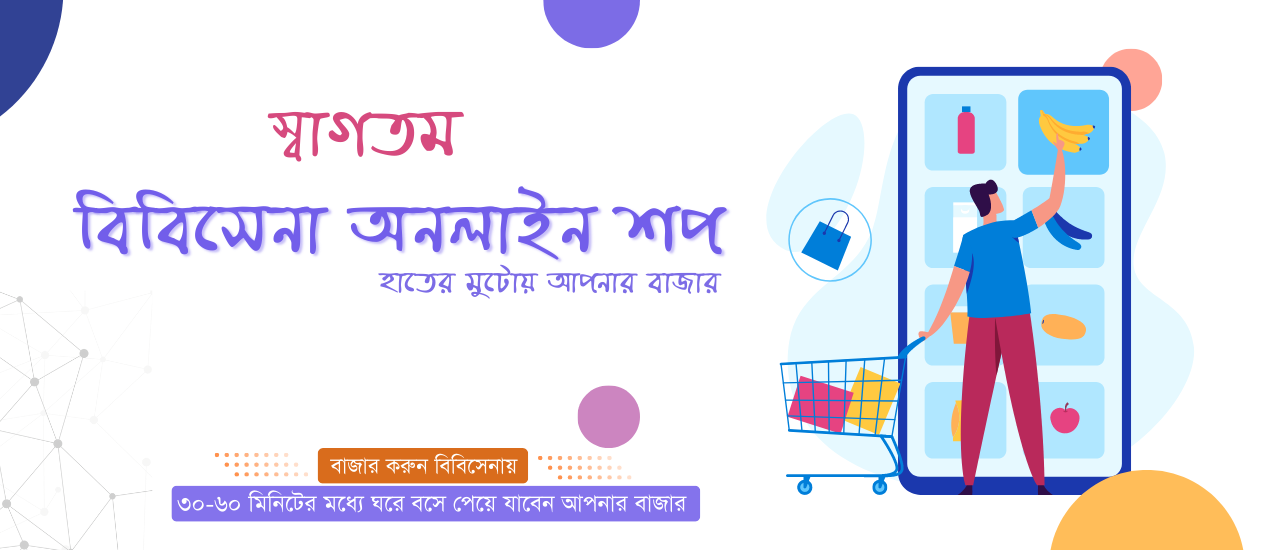 স্বাগতম
বিবিসেনা অনলাইন শপ
হাতের মুটোয় আপনার বাজার
বাজার করুন বিবিসেনায়
৩০-৬০ মিনিটের মধ্যে ঘরে বসে পেয়ে যাবেন আপনার বাজার